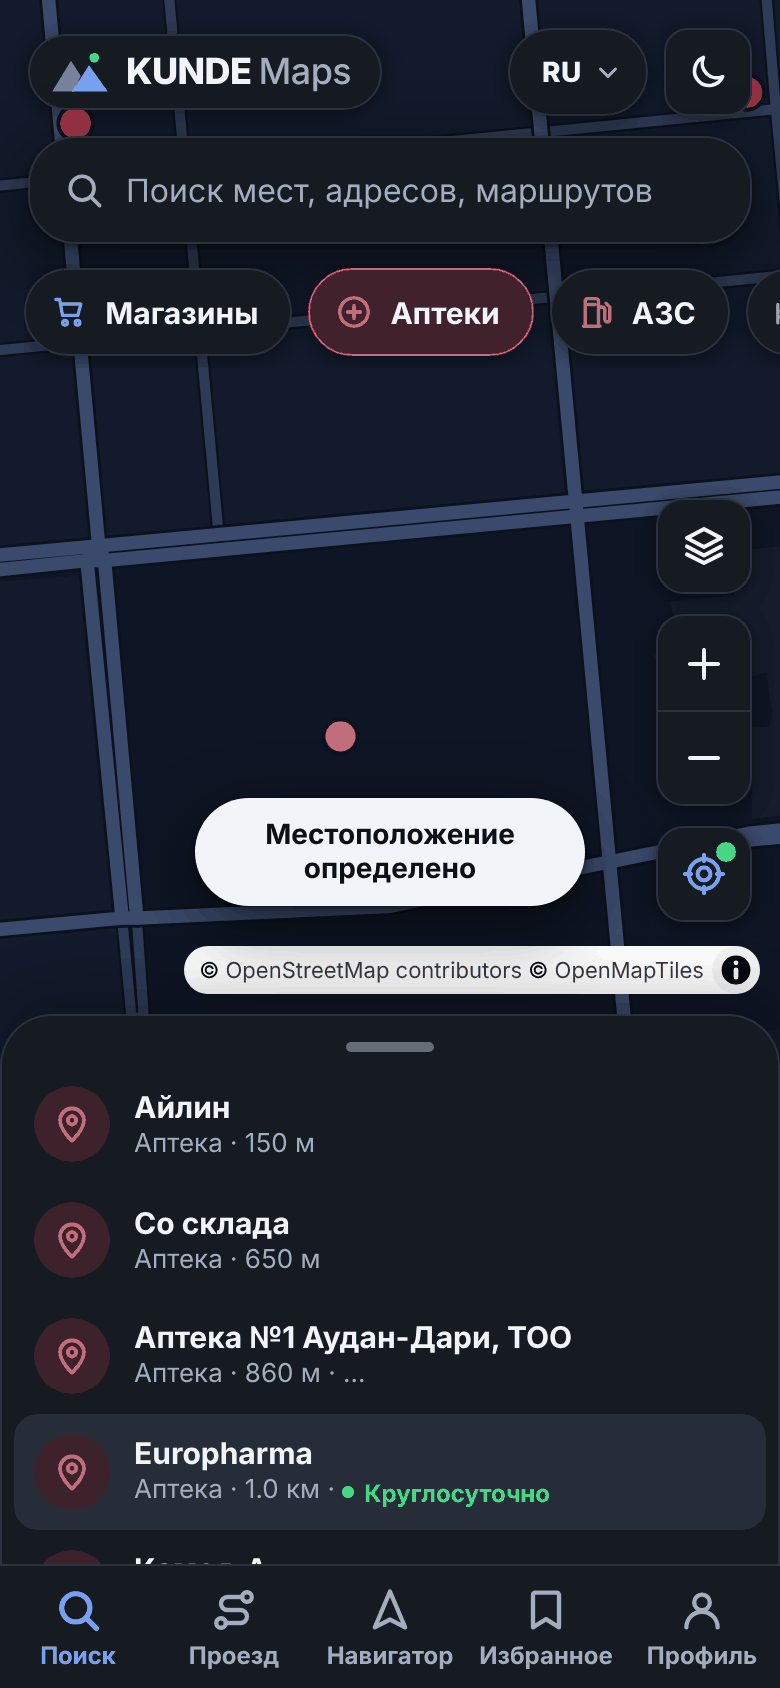 KUNDE Maps
RU
Поиск мест, адресов, маршрутов
Магазины
Аптеки
АЗС
Местоположение
определено
© OpenStreetMap contributors © OpenMapTiles
Айлин
Аптека · 150 м
Со склада
Аптека · 650 м
Аптека №1 Аудан-Дари, ТОО
Аптека · 860 м · ...
Europharma
Аптека · 1.0 км · ● Круглосуточно
Поиск
Проезд
Навигатор
Избранное
Профиль